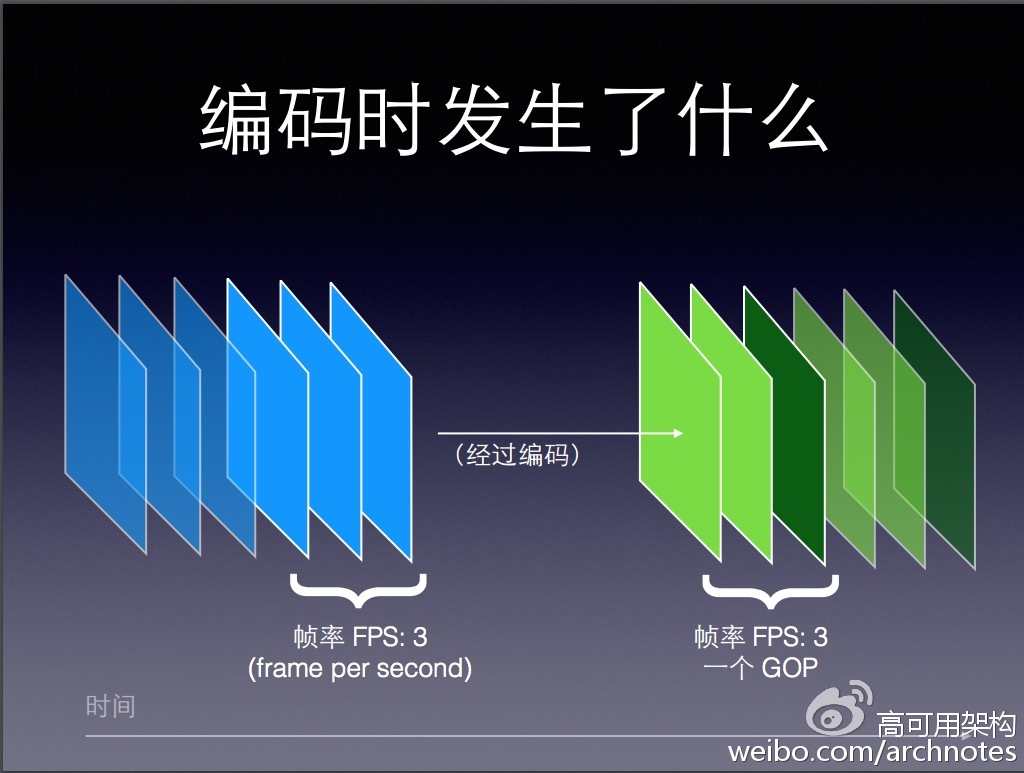 编码时发生了什么
（经过编码）
帧率 FPS: 3
(frame per second)
帧率 FPS: 3
一个 GOP
时间
高可用架构
weibo.com/archnotes